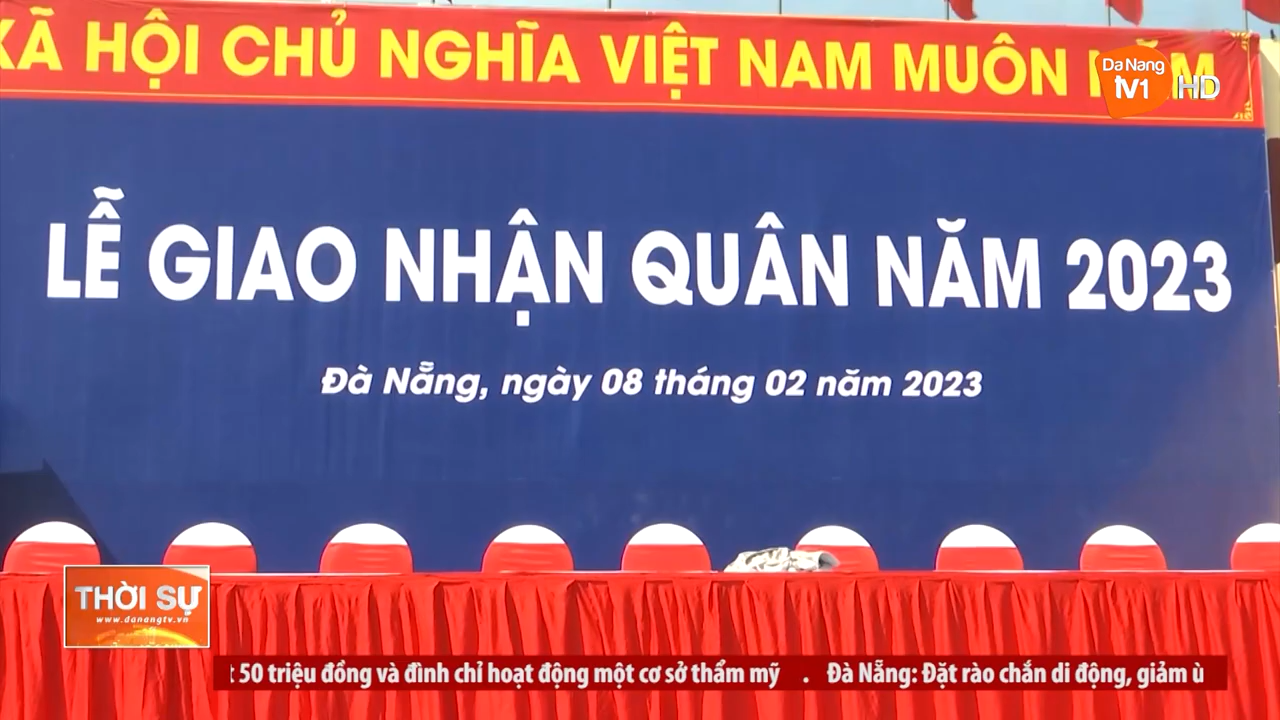 XÃ HỘI CHỦ NGHĨA VIỆT NAM MUÔN NĂM
Da Nang
TV1 HD
LỄ GIAO NHẬN QUÂN NĂM 2023
Đà Nẵng, ngày 08 tháng 02 năm 2023
THỜI SỰ
www.danangtv.vn
50 triệu đồng và đình chỉ hoạt động một cơ sở thẩm mỹ . Đà Nẵng: Đặt rào chắn di động, giảm ù